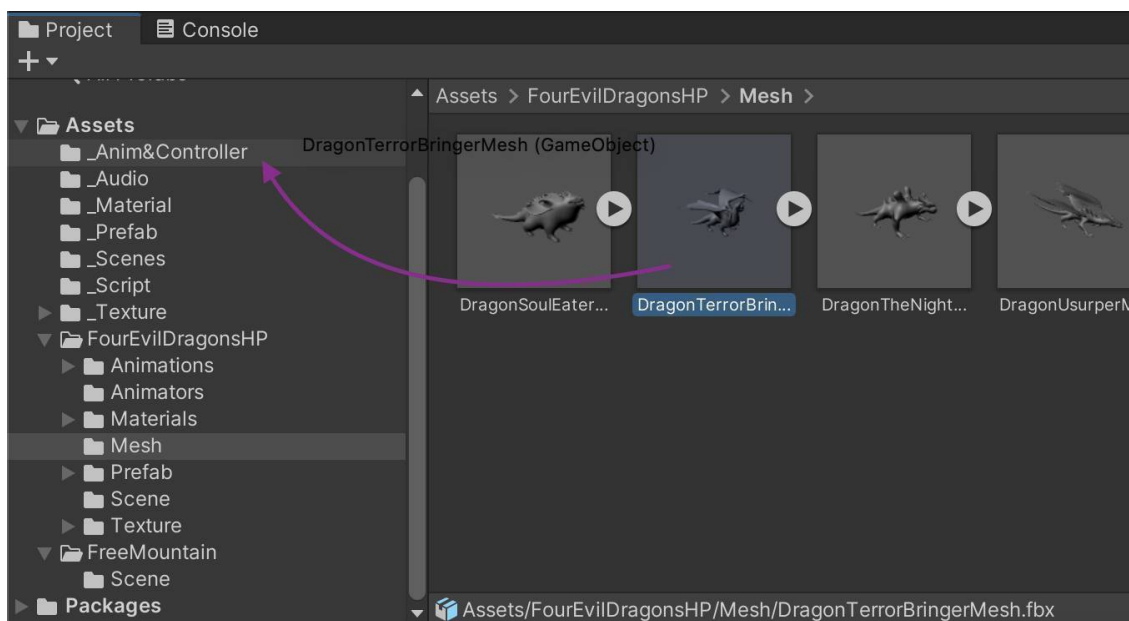 Project
Console
Assets
_Anim&Controller
_Audio
_Material
_Prefab
_Scenes
_Script
_Texture
FourEvilDragonsHP
Animations
Animators
Materials
Mesh
Prefab
Scene
Texture
FreeMountain
Scene
Packages
Assets > FourEvilDragonsHP > Mesh >
DragonTerrorBringerMesh (GameObject)
DragonSoulEater... DragonTerrorBrin... DragonTheNight... DragonUsurperM
Assets/FourEvilDragonsHP/Mesh/DragonTerrorBringerMesh.fbx